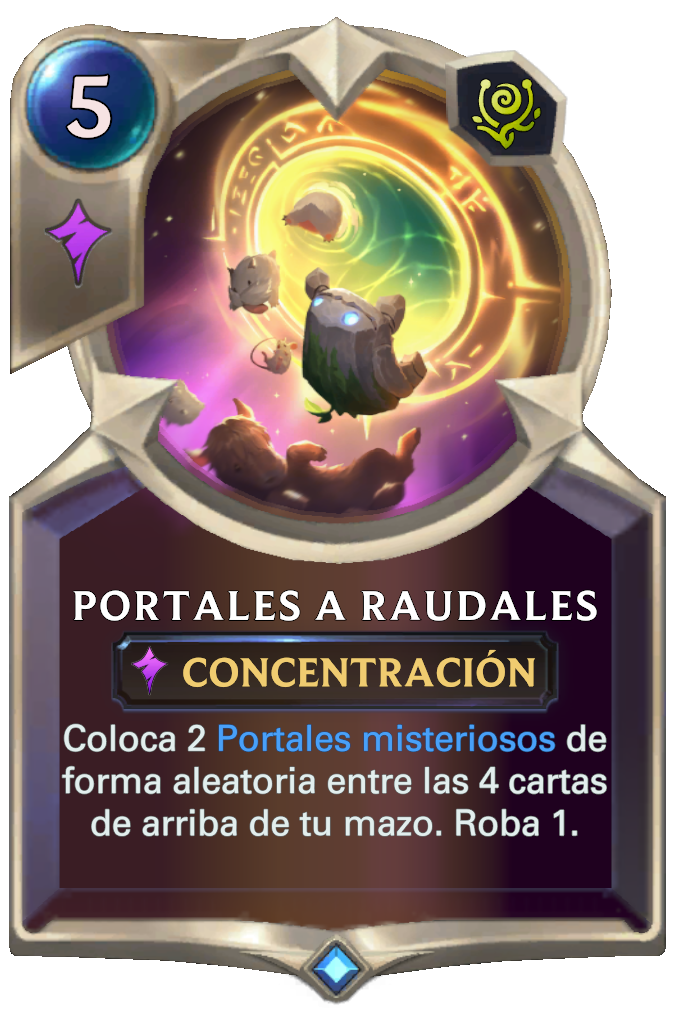 5
PORTALES A RAUDALES
CONCENTRACIÓN
Coloca 2 Portales misteriosos de
forma aleatoria entre las 4 cartas
de arriba de tu mazo. Roba 1.